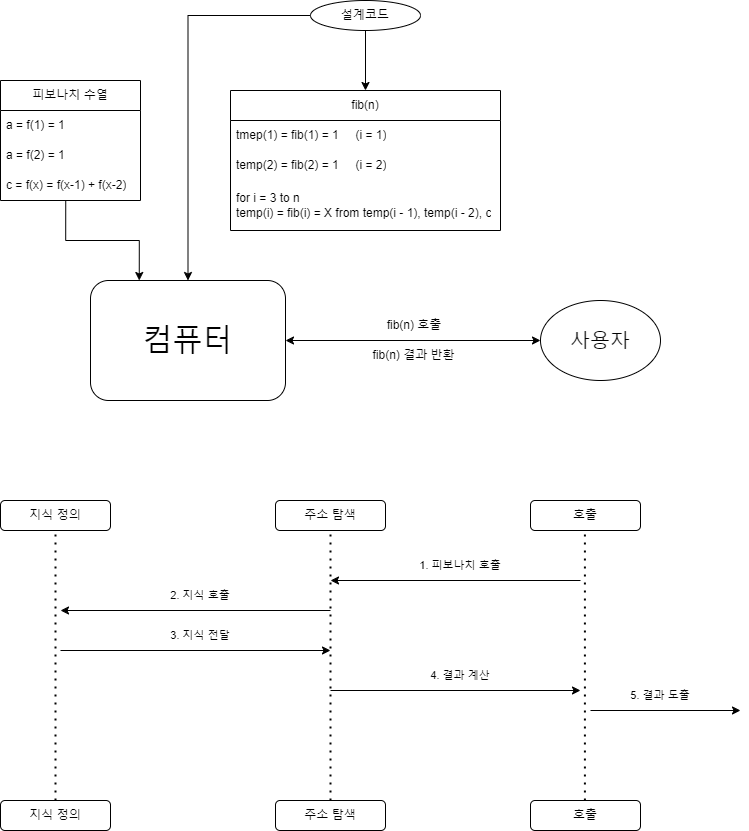 설계코드
피보나치 수열
a = f(1) = 1
a = f(2) = 1
c = f(x) = f(x-1) + f(x-2)
fib(n)
tmep(1) = fib(1) = 1 (i = 1)
temp(2) = fib(2) = 1 (i = 2)
for i = 3 to n
temp(i) = fib(i) = X from temp(i - 1), temp(i - 2), c
컴퓨터
fib(n) 호출
fib(n) 결과 반환
사용자
지식 정의
주소 탐색
호출
1. 피보나치 호출
2. 지식 호출
3. 지식 전달
4. 결과 계산
5. 결과 도출
지식 정의
주소 탐색
호출